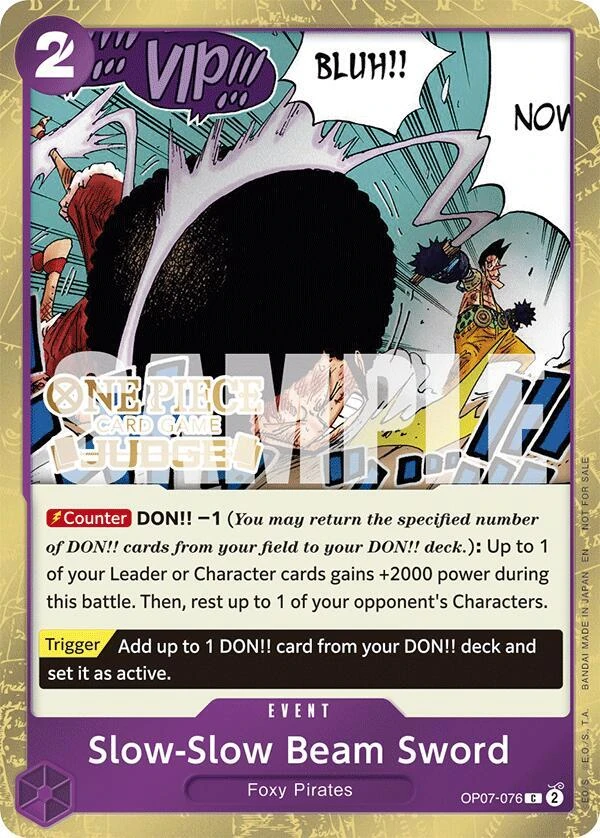 2
VIP!!!
BLUH!!
NOW
SAMPLE
ONE PIECE
CARD GAME
JUDGE
Counter DON!! −1 (You may return the specified number
of DON!! cards from your field to your DON!! deck.): Up to 1
of your Leader or Character cards gains +2000 power during
this battle. Then, rest up to 1 of your opponent's Characters.
Trigger Add up to 1 DON!! card from your DON!! deck and
set it as active.
EVENT
Slow-Slow Beam Sword
Foxy Pirates
OP07-076 C 2
©E.O./S. ©E.O./S., T.A. BANDAI MADE IN JAPAN EN NOT FOR SALE